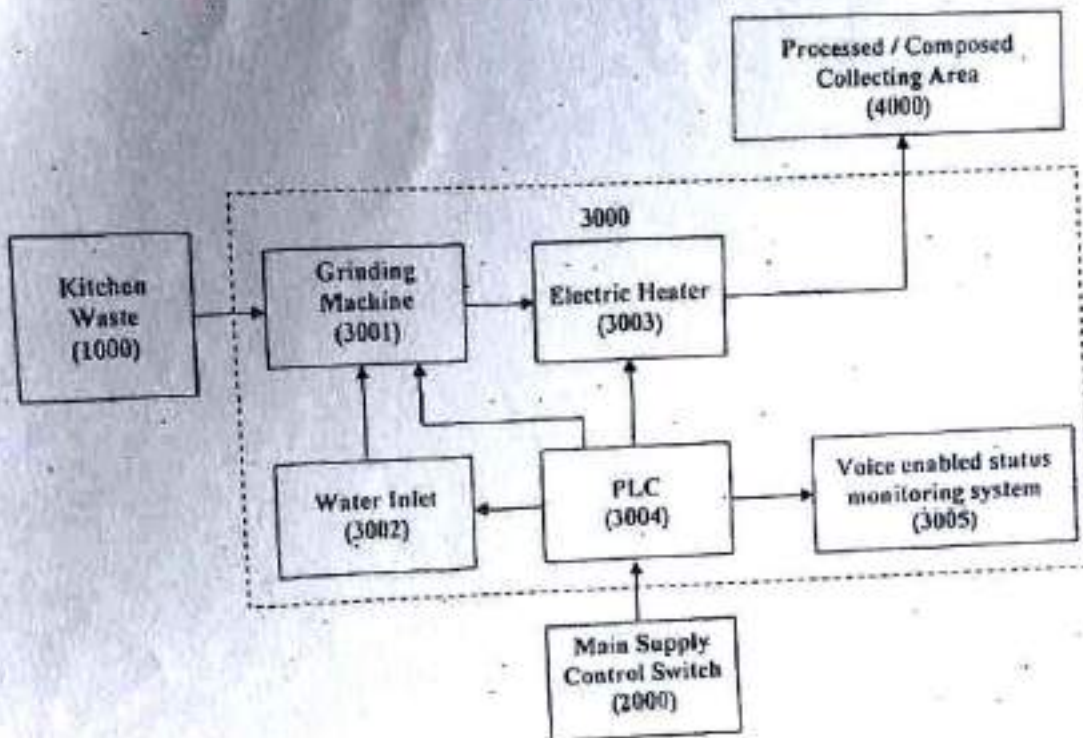 Processed / Composed
Collecting Area
(4000)
3000
Kitchen
Waste
(1000)
Grinding
Machine
(3001)
Electric Heater
(3003)
Water Inlet
(3002)
PLC
(3004)
Voice enabled status
monitoring system
(3005)
Main Supply
Control Switch
(2000)